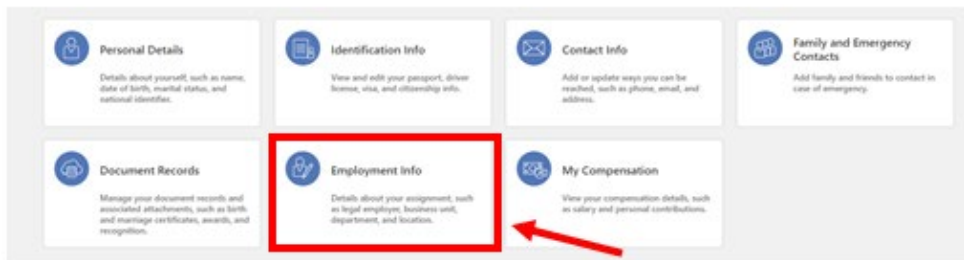 Personal Details
Details about yourself, such as name,
date of birth, marital status, and
national identifier.
Identification Info
View and edit your passport, driver
license, visa, and citizenship info.
Contact Info
Add or update ways you can be
reached, such as phone, email, and
address.
Family and Emergency
Contacts
Add family and friends to contact in
case of emergency.
Document Records
Manage your document records and
associated attachments, such as birth
and marriage certificates, awards, and
recognition.
Employment Info
Details about your assignment, such
as legal employer, business unit,
department, and location.
My Compensation
View your compensation details, such
as salary and personal contributions.